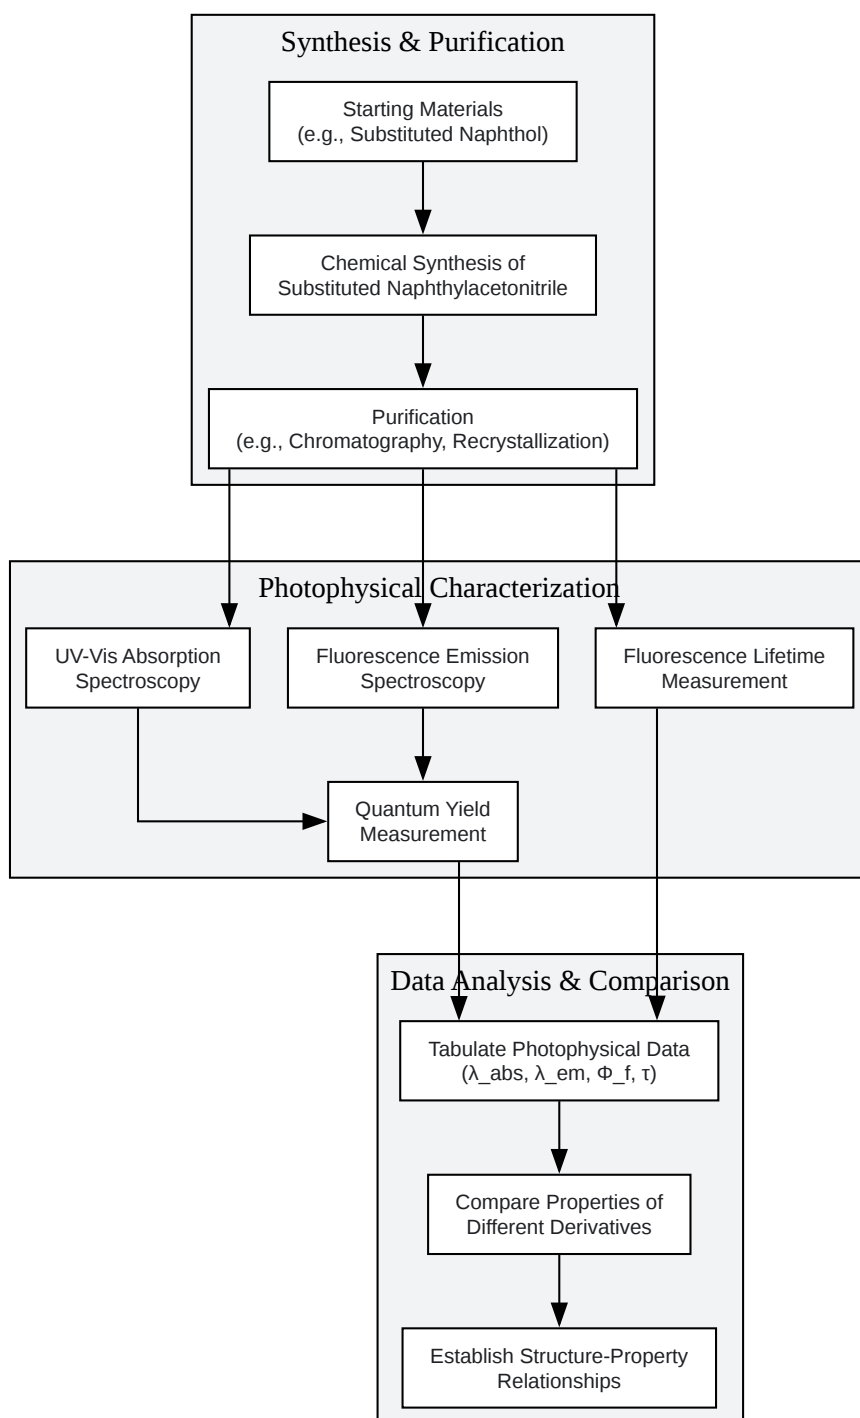 Synthesis & Purification
Starting Materials
(e.g., Substituted Naphthol)
Chemical Synthesis of
Substituted Naphthylacetonitrile
Purification
(e.g., Chromatography, Recrystallization)
Photophysical Characterization
UV-Vis Absorption
Spectroscopy
Fluorescence Emission
Spectroscopy
Fluorescence Lifetime
Measurement
Quantum Yield
Measurement
Data Analysis & Comparison
Tabulate Photophysical Data
(λ_abs, λ_em, Φ_f, τ)
Compare Properties of
Different Derivatives
Establish Structure-Property
Relationships